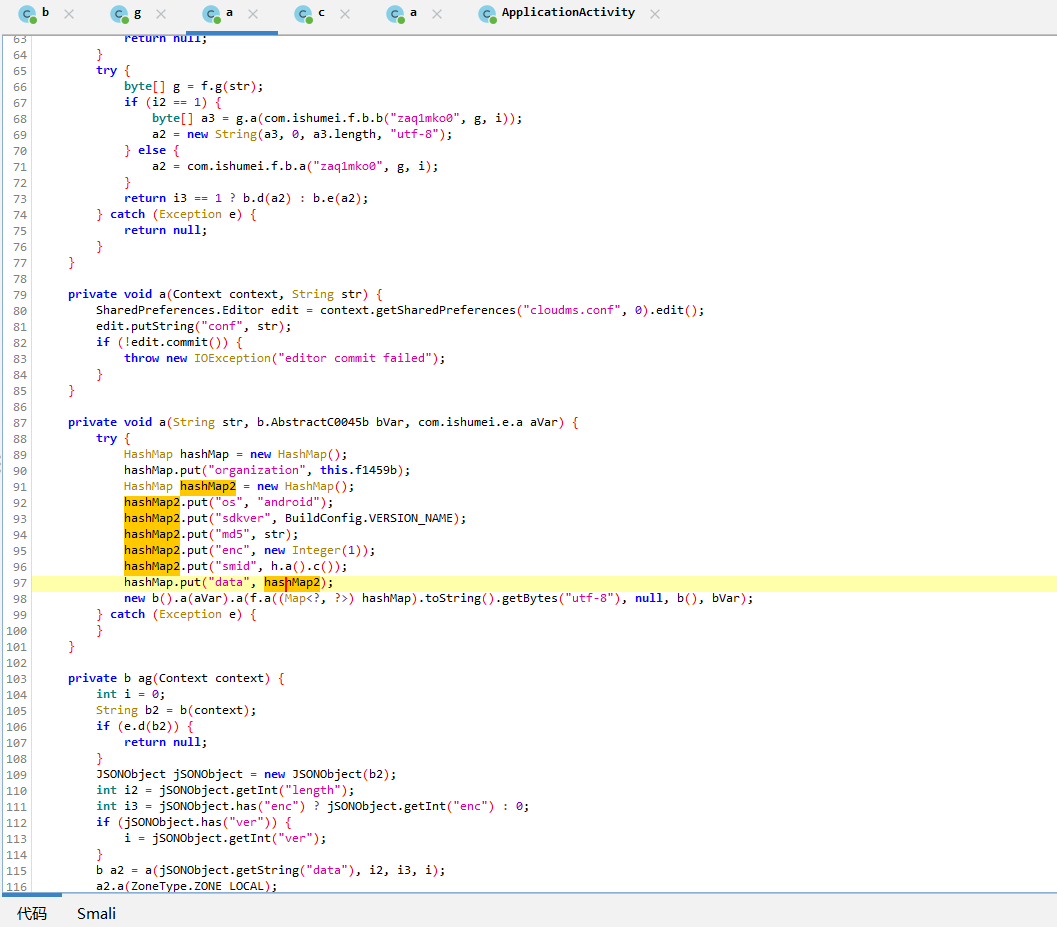 b g a c a ApplicationActivity
63 return null;
64 }
65 try {
66 byte[] g = f.g(str);
67 if (i2 == 1) {
68 byte[] a3 = g.a(com.ishumei.f.b.b("zaq1mko0", g, i));
69 a2 = new String(a3, 0, a3.length, "utf-8");
70 } else {
71 a2 = com.ishumei.f.b.a("zaq1mko0", g, i);
72 }
73 return i3 == 1 ? b.d(a2) : b.e(a2);
74 } catch (Exception e) {
75 return null;
76 }
77 }
78
79 private void a(Context context, String str) {
80 SharedPreferences.Editor edit = context.getSharedPreferences("cloudms.conf", 0).edit();
81 edit.putString("conf", str);
82 if (!edit.commit()) {
83 throw new IOException("editor commit failed");
84 }
85 }
86
87 private void a(String str, b.AbstractC0045b bVar, com.ishumei.e.a aVar) {
88 try {
89 HashMap hashMap = new HashMap();
90 hashMap.put("organization", this.f1459b);
91 HashMap hashMap2 = new HashMap();
92 hashMap2.put("os", "android");
93 hashMap2.put("sdkver", BuildConfig.VERSION_NAME);
94 hashMap2.put("md5", str);
95 hashMap2.put("enc", new Integer(1));
96 hashMap2.put("smid", h.a().c());
97 hashMap.put("data", hashMap2);
98 new b().a(aVar).a(f.a((Map<?, ?>) hashMap).toString().getBytes("utf-8"), null, b(), bVar);
99 } catch (Exception e) {
100 }
101 }
102
103 private b ag(Context context) {
104 int i = 0;
105 String b2 = b(context);
106 if (e.d(b2)) {
107 return null;
108 }
109 JSONObject jSONObject = new JSONObject(b2);
110 int i2 = jSONObject.getInt("length");
111 int i3 = jSONObject.has("enc") ? jSONObject.getInt("enc") : 0;
112 if (jSONObject.has("ver")) {
113 i = jSONObject.getInt("ver");
114 }
115 b a2 = a(jSONObject.getString("data"), i2, i3, i);
116 a2.a(ZoneType.ZONE_LOCAL);
代码 Smali